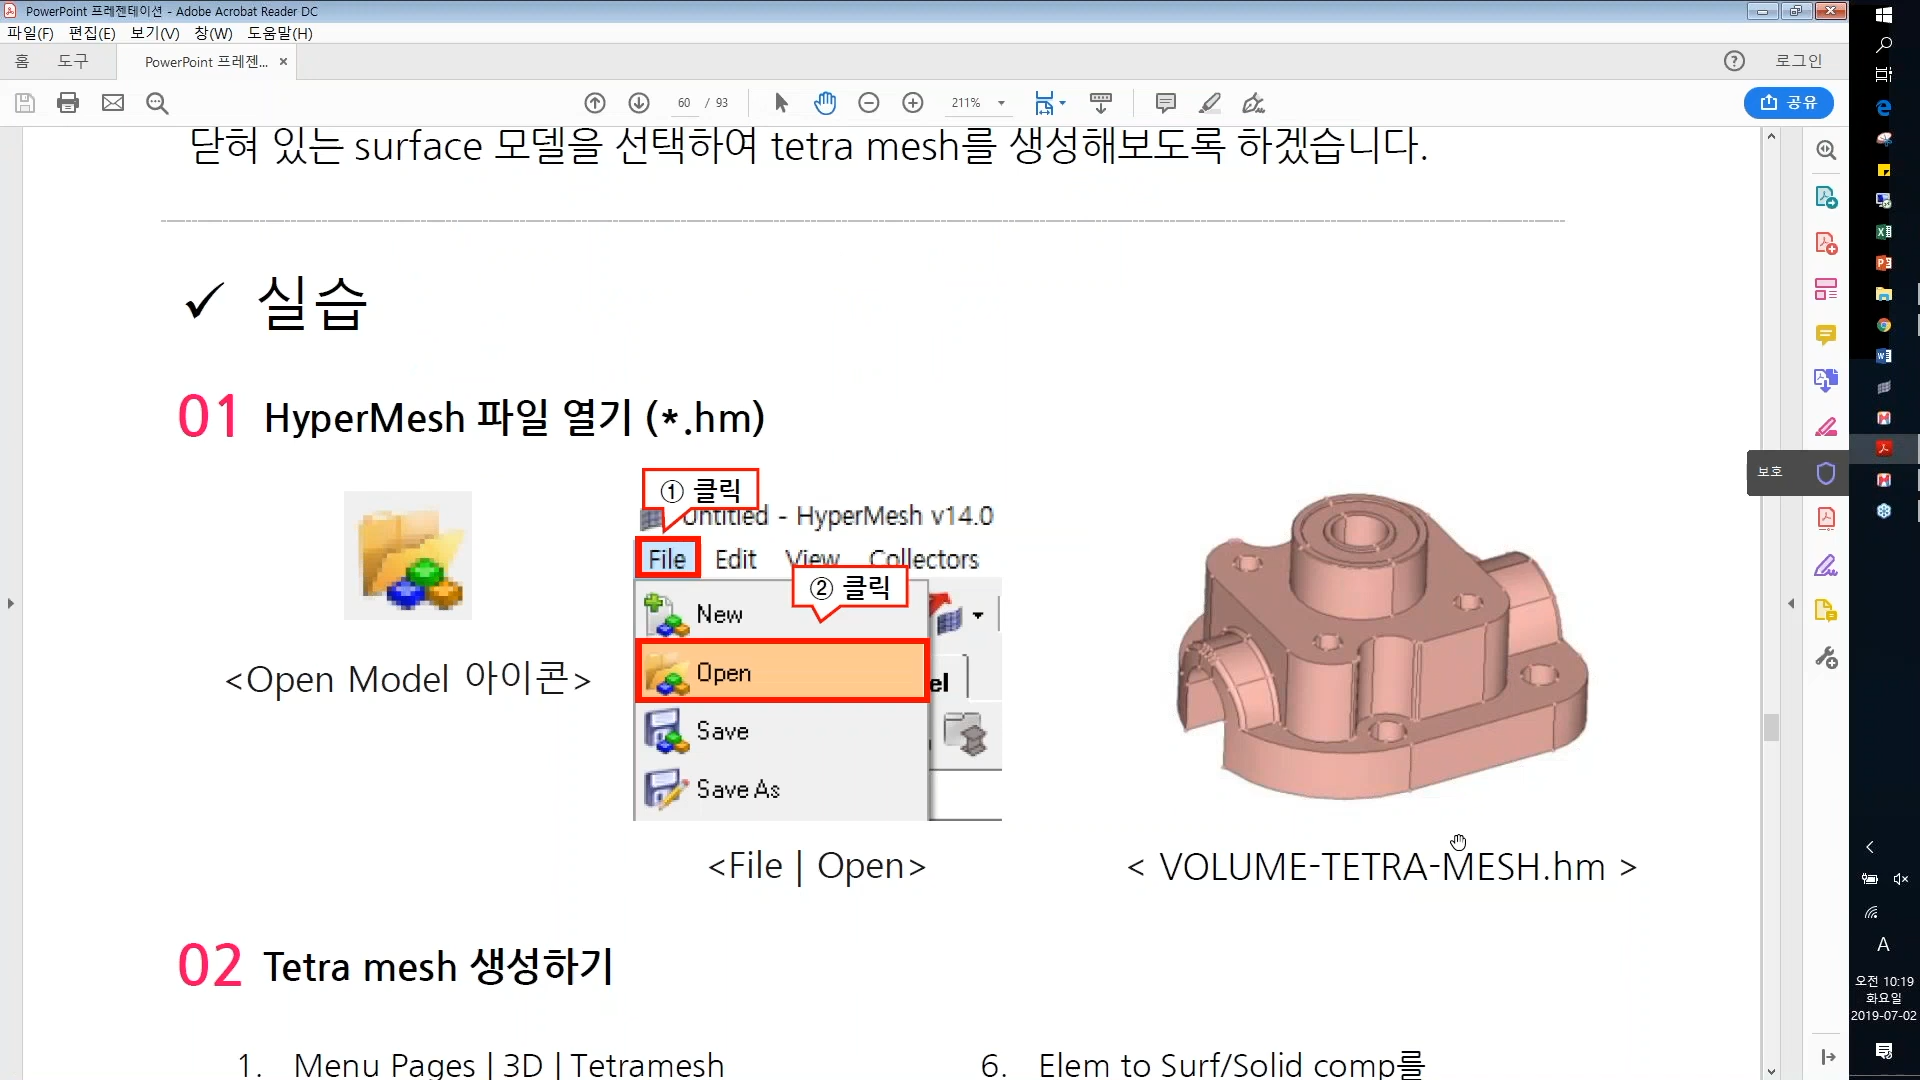 PowerPoint 프레젠테이션 - Adobe Acrobat Reader DC
파일(F) 편집(E) 보기(V) 창(W) 도움말(H)
홈 도구 PowerPoint 프레젠... × 로그인
60 / 93 211% 공유
닫혀 있는 surface 모델을 선택하여 tetra mesh를 생성해보도록 하겠습니다.
✓ 실습
01 HyperMesh 파일 열기 (*.hm)
보호
① 클릭
Untitled - HyperMesh v14.0
File Edit View Collectors
② 클릭
New
Open
el
Save
Save As
<Open Model 아이콘>
<File | Open>
< VOLUME-TETRA-MESH.hm >
02 Tetra mesh 생성하기
1. Menu Pages | 3D | Tetramesh
6. Elem to Surf/Solid comp를
A
오전 10:19
화요일
2019-07-02